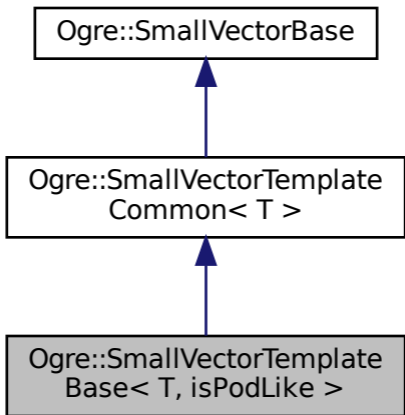 Ogre::SmallVectorBase
Ogre::SmallVectorTemplate
Common< T >
Ogre::SmallVectorTemplate
Base< T, isPodLike >